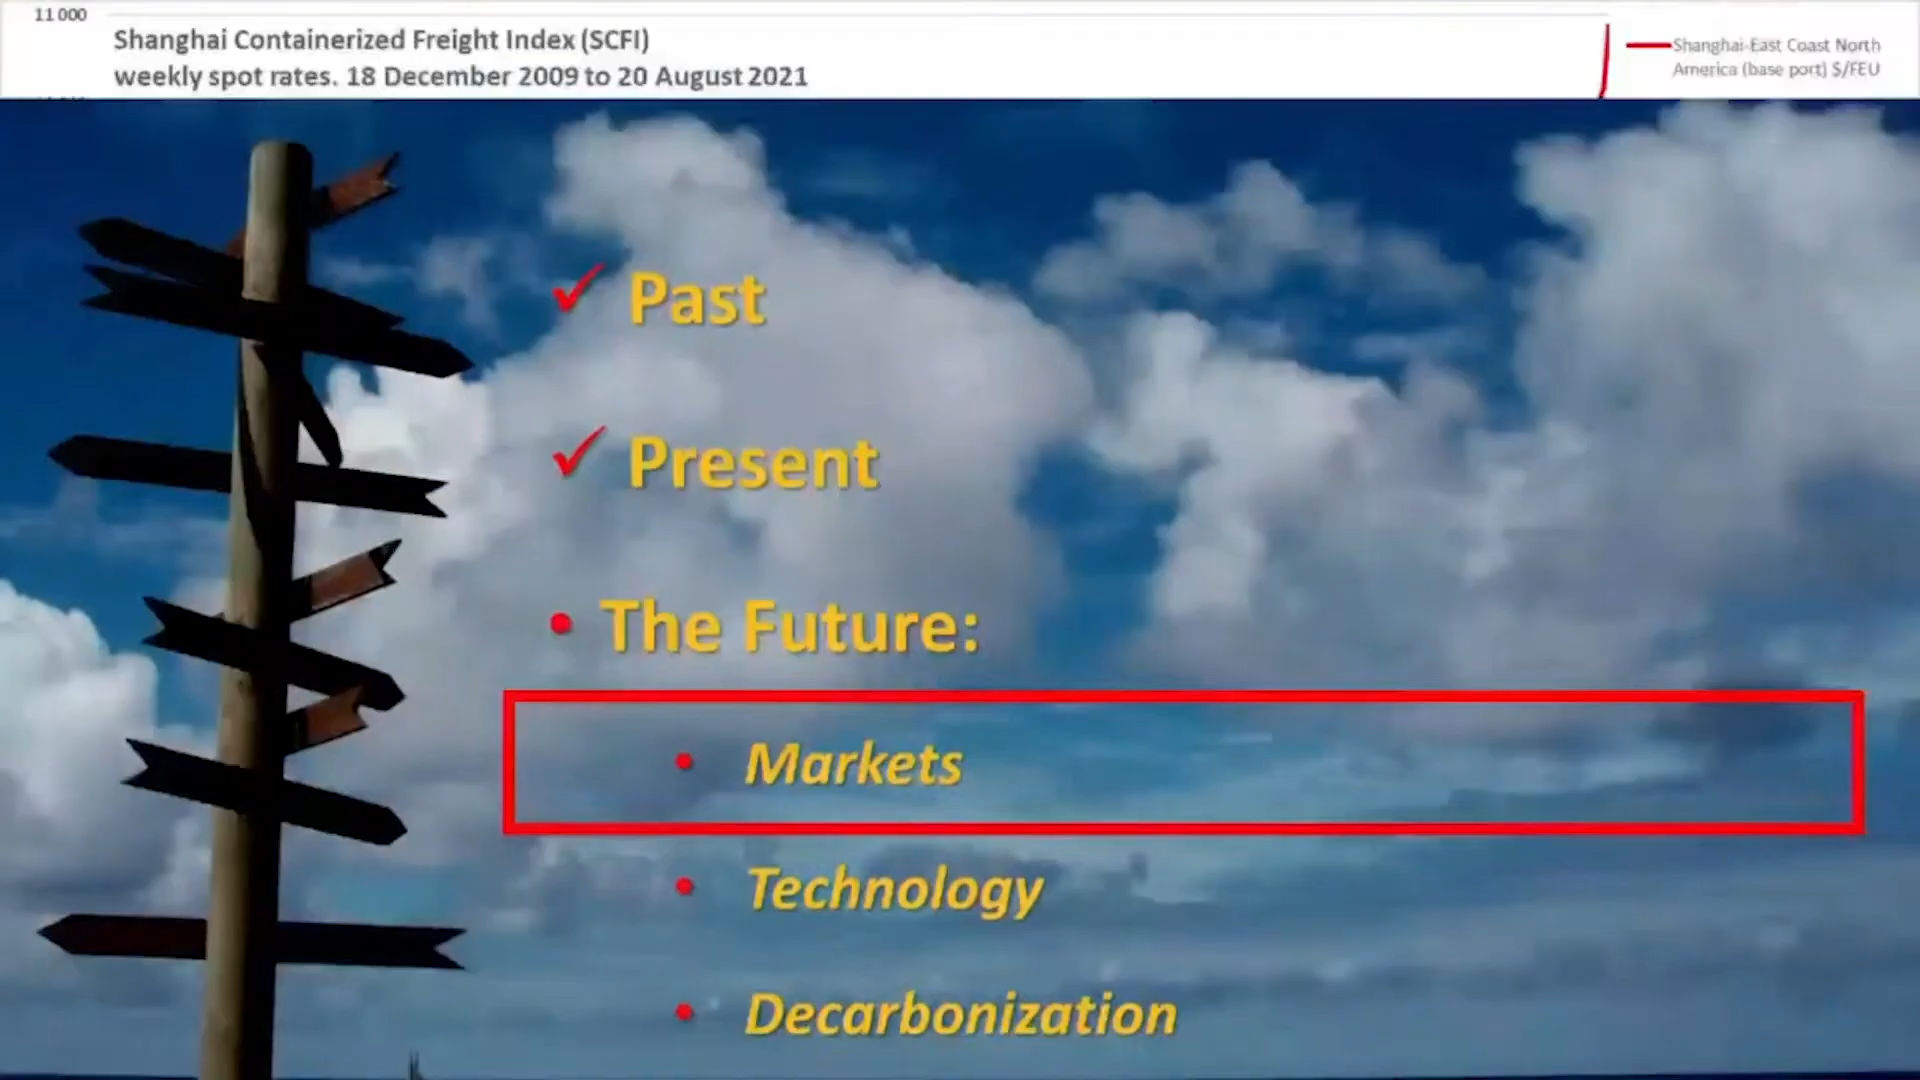 11 000
Shanghai Containerized Freight Index (SCFI)
weekly spot rates. 18 December 2009 to 20 August 2021
Shanghai-East Coast North
America (base port) $/FEU
✓ Past
✓ Present
• The Future:
• Markets
• Technology
• Decarbonization